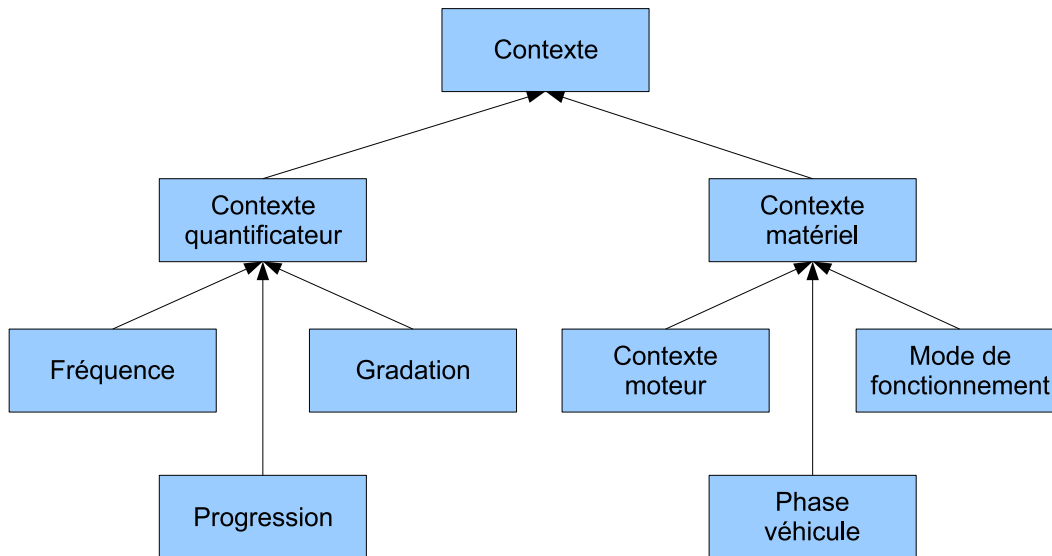 Contexte
Contexte
quantificateur
Contexte
matériel
Fréquence
Gradation
Contexte
moteur
Mode de
fonctionnement
Progression
Phase
véhicule